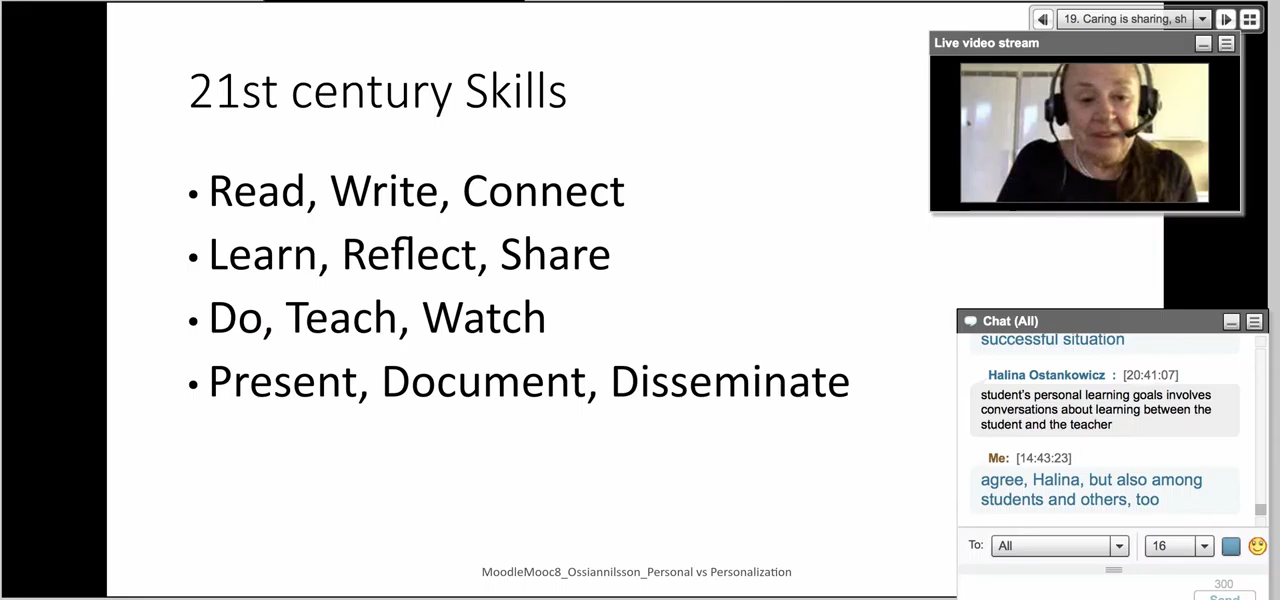 19. Caring is sharing, sh
Live video stream
21st century Skills
• Read, Write, Connect
• Learn, Reflect, Share
• Do, Teach, Watch
• Present, Document, Disseminate
MoodleMooc8_Ossiannilsson_Personal vs Personalization
Chat (All)
successful situation
Halina Ostankowicz : [20:41:07]
student's personal learning goals involves
conversations about learning between the
student and the teacher
Me: [14:43:23]
agree, Halina, but also among
students and others, too
To: All 16
300
Send